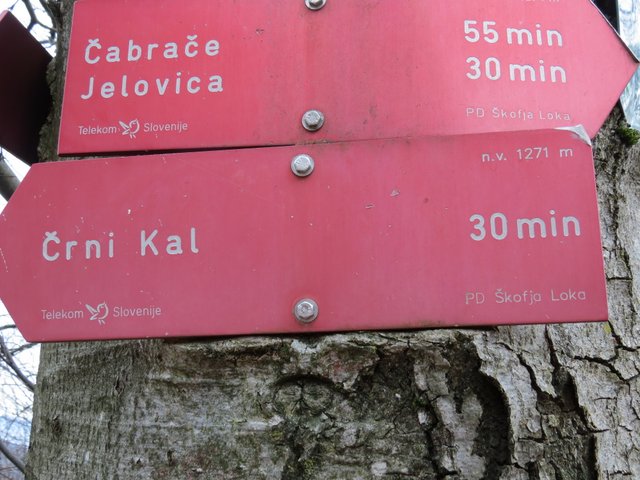 Čabrače 55 min
Jelovica 30 min
Telekom Slovenije PD Škofja Loka
n.v. 1271 m
Črni Kal 30 min
Telekom Slovenije PD Škofja Loka